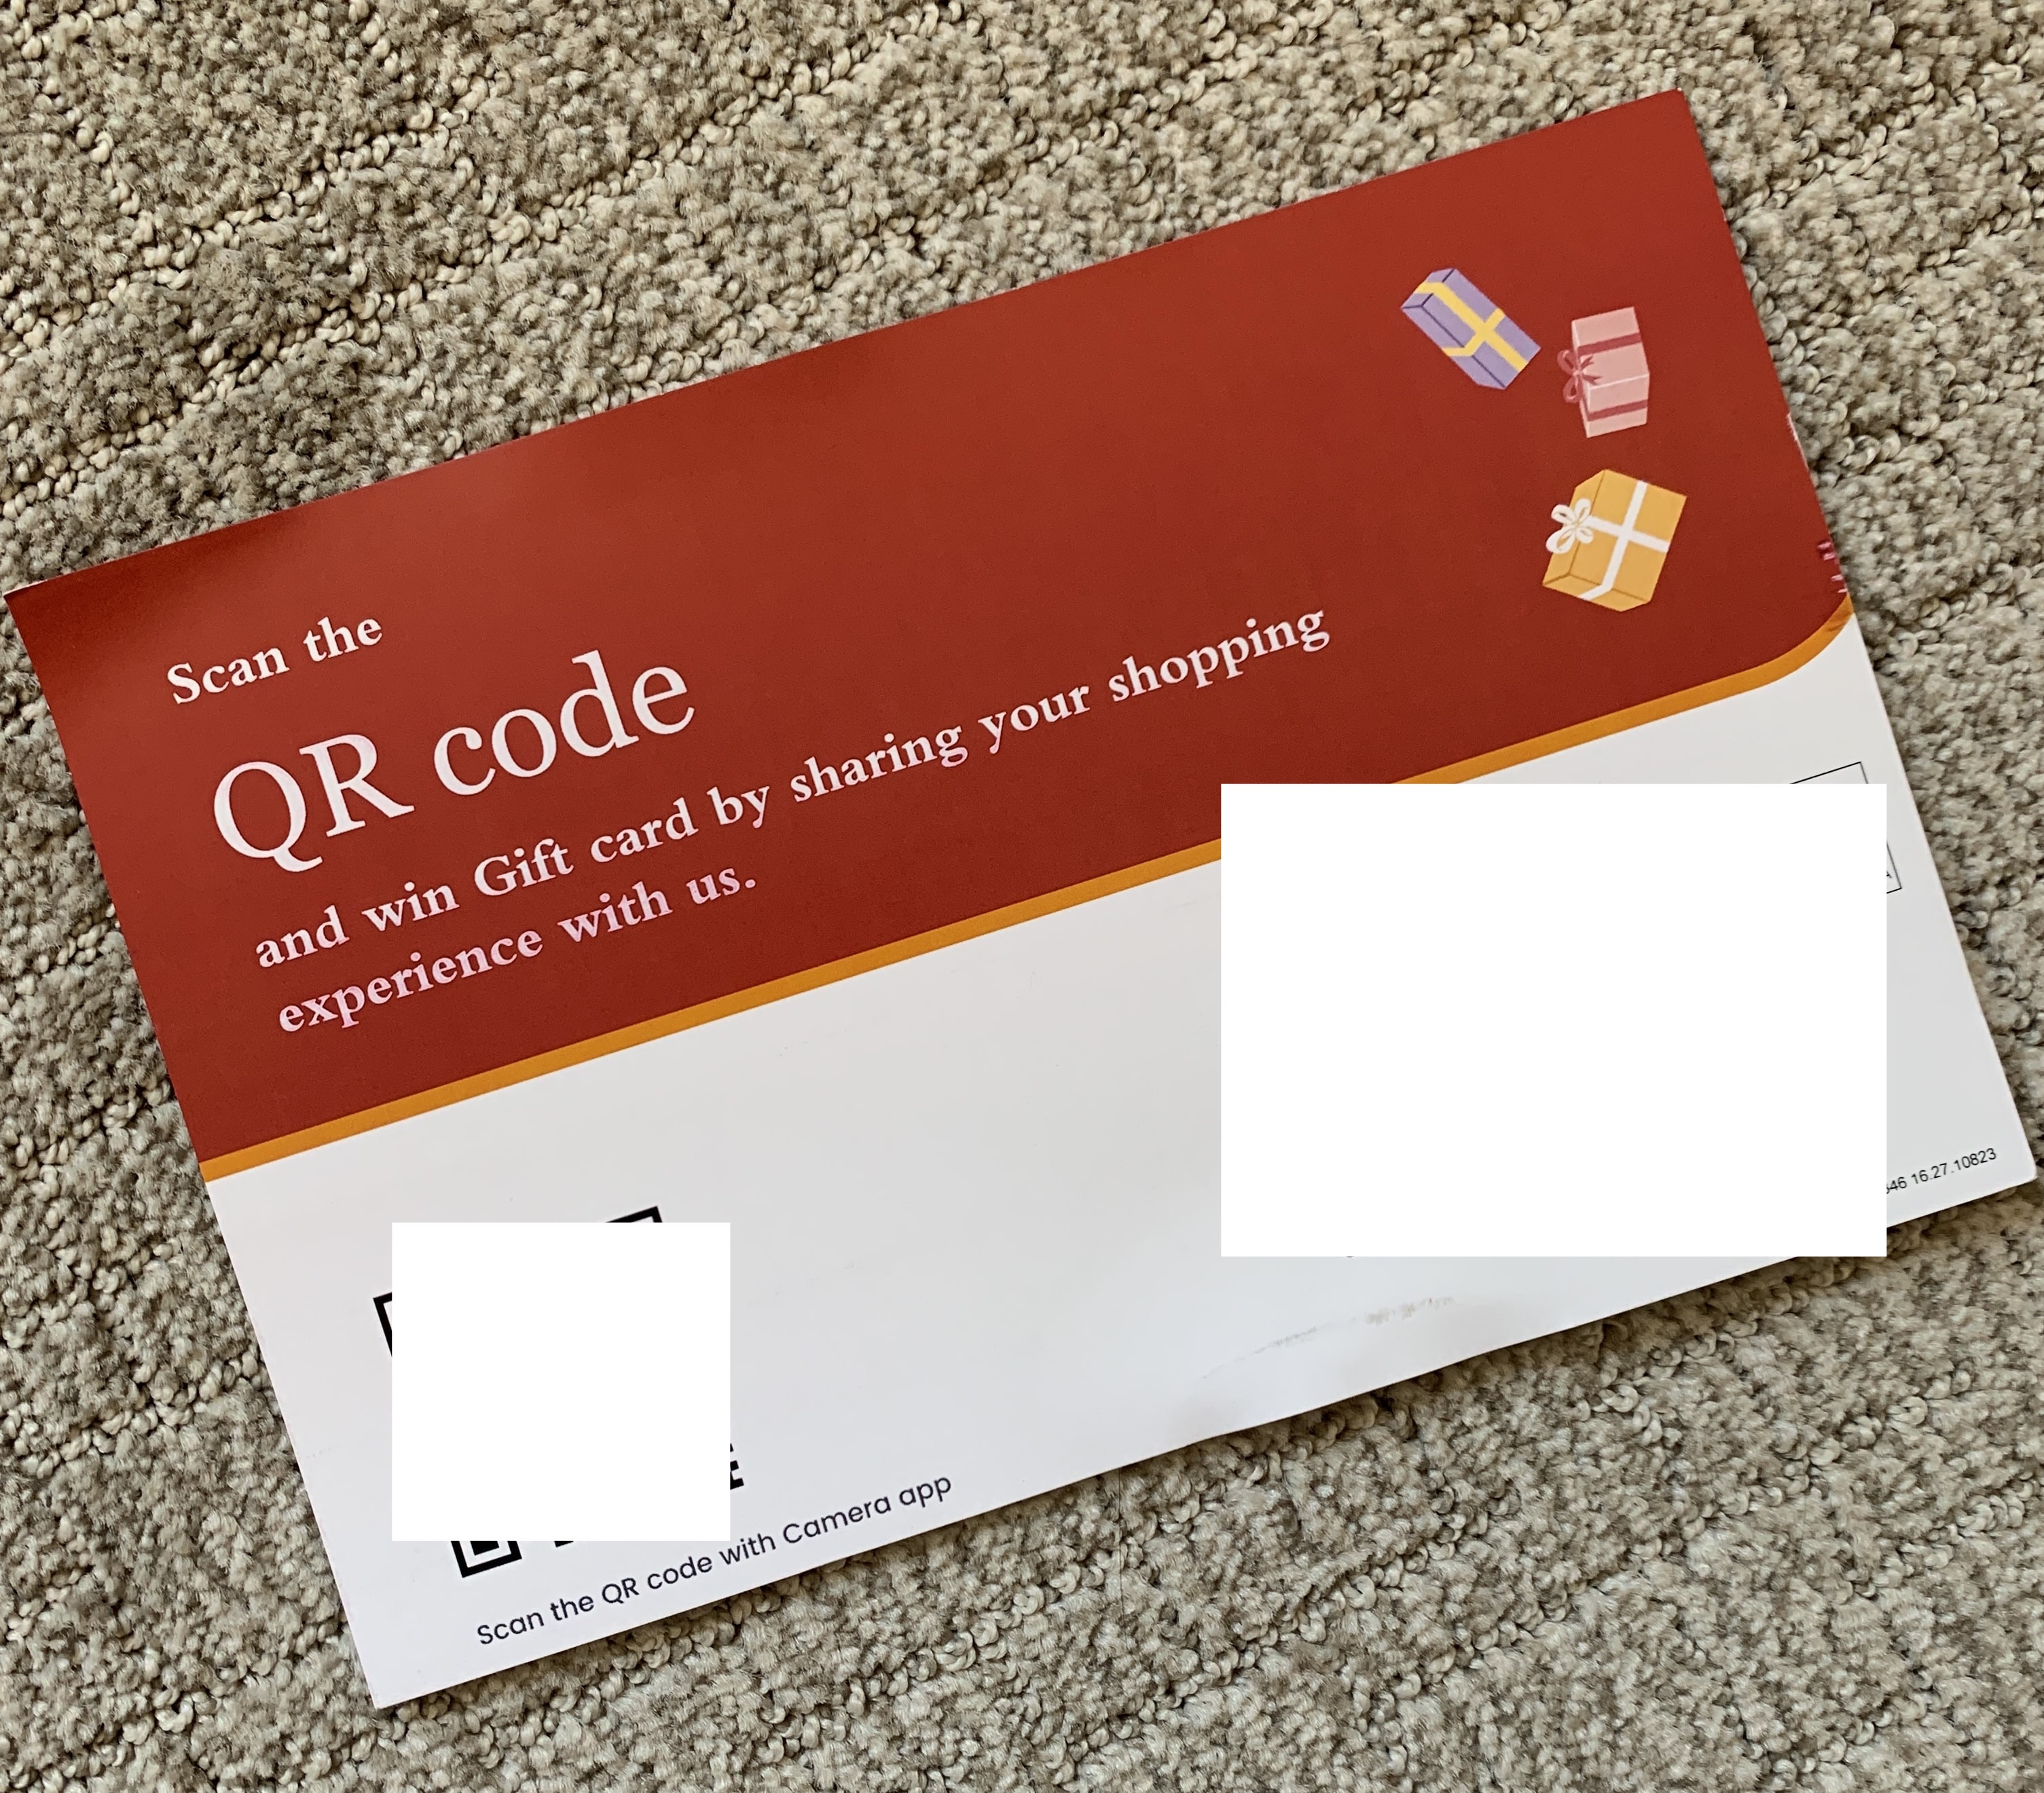 Scan the
QR code
and win Gift card by sharing your shopping
experience with us.
16.27.10823
Scan the QR code with Camera app